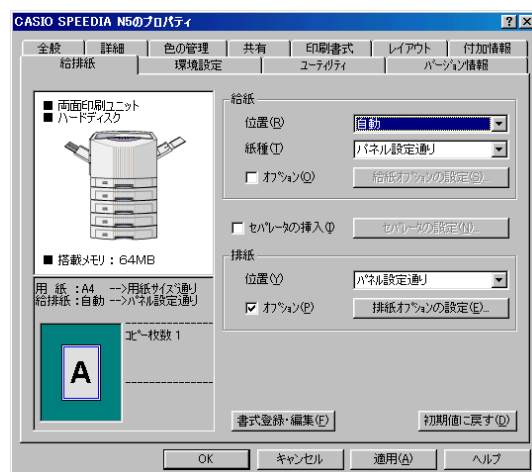 CASIO SPEEDIA N5のプロパティ
全般 詳細 色の管理 共有 印刷書式 レイアウト 付加情報
給排紙 環境設定 ユーティリティ バージョン情報
■ 両面印刷ユニット
■ ハードディスク
■ 搭載メモリ : 64MB
用 紙 : A4 -->用紙サイズ通り
給排紙 : 自動 -->パネル設定通り
コピー枚数 1
A
給紙
位置(R) 自動
紙種(T) パネル設定通り
オプション(O) 給紙オプションの設定(S)...
セパレータの挿入(I) セパレータの設定(N)...
排紙
位置(Y) パネル設定通り
オプション(P) 排紙オプションの設定(E)...
書式登録・編集(F) 初期値に戻す(D)
OK キャンセル 適用(A) ヘルプ